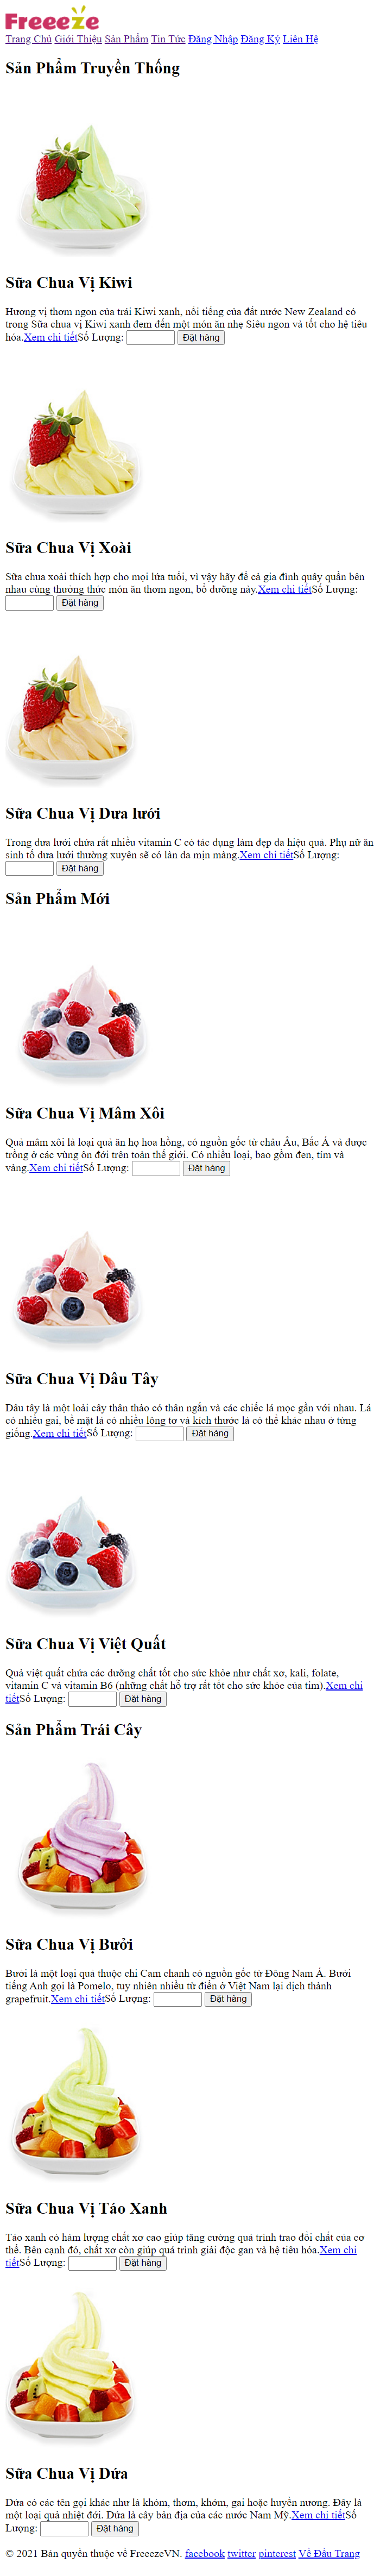 Freeeze
Trang Chủ Giới Thiệu Sản Phẩm Tin Tức Đăng Nhập Đăng Ký Liên Hệ
Sản Phẩm Truyền Thống
Sữa Chua Vị Kiwi
Hương vị thơm ngon của trái Kiwi xanh, nổi tiếng của đất nước New Zealand có
trong Sữa chua vị Kiwi xanh đem đến một món ăn nhẹ Siêu ngon và tốt cho hệ tiêu
hóa.Xem chi tiếtSố Lượng: Đặt hàng
Sữa Chua Vị Xoài
Sữa chua xoài thích hợp cho mọi lứa tuổi, vì vậy hãy để cả gia đình quây quần bên
nhau cùng thưởng thức món ăn thơm ngon, bổ dưỡng này.Xem chi tiếtSố Lượng:
Đặt hàng
Sữa Chua Vị Dưa lưới
Trong dưa lưới chứa rất nhiều vitamin C có tác dụng làm đẹp da hiệu quả. Phụ nữ ăn
sinh tố dưa lưới thường xuyên sẽ có làn da mịn màng.Xem chi tiếtSố Lượng:
Đặt hàng
Sản Phẩm Mới
Sữa Chua Vị Mâm Xôi
Quả mâm xôi là loại quả ăn họ hoa hồng, có nguồn gốc từ châu Âu, Bắc Á và được
trồng ở các vùng ôn đới trên toàn thế giới. Có nhiều loại, bao gồm đen, tím và
vàng.Xem chi tiếtSố Lượng: Đặt hàng
Sữa Chua Vị Dâu Tây
Dâu tây là một loài cây thân thảo có thân ngắn và các chiếc lá mọc gần với nhau. Lá
có nhiều gai, bề mặt lá có nhiều lông tơ và kích thước lá có thể khác nhau ở từng
giống.Xem chi tiếtSố Lượng: Đặt hàng
Sữa Chua Vị Việt Quất
Quả việt quất chứa các dưỡng chất tốt cho sức khỏe như chất xơ, kali, folate,
vitamin C và vitamin B6 (những chất hỗ trợ rất tốt cho sức khỏe của tim).Xem chi
tiếtSố Lượng: Đặt hàng
Sản Phẩm Trái Cây
Sữa Chua Vị Bưởi
Bưởi là một loại quả thuộc chi Cam chanh có nguồn gốc từ Đông Nam Á. Bưởi
tiếng Anh gọi là Pomelo, tuy nhiên nhiều từ điển ở Việt Nam lại dịch thành
grapefruit.Xem chi tiếtSố Lượng: Đặt hàng
Sữa Chua Vị Táo Xanh
Táo xanh có hàm lượng chất xơ cao giúp tăng cường quá trình trao đổi chất của cơ
thể. Bên cạnh đó, chất xơ còn giúp quá trình giải độc gan và hệ tiêu hóa.Xem chi
tiếtSố Lượng: Đặt hàng
Sữa Chua Vị Dứa
Dứa có các tên gọi khác như là khóm, thơm, khớm, gai hoặc huyền nương. Đây là
một loại quả nhiệt đới. Dứa là cây bản địa của các nước Nam Mỹ.Xem chi tiếtSố
Lượng: Đặt hàng
© 2021 Bản quyền thuộc về FreeezeVN. facebook twitter pinterest Về Đầu Trang